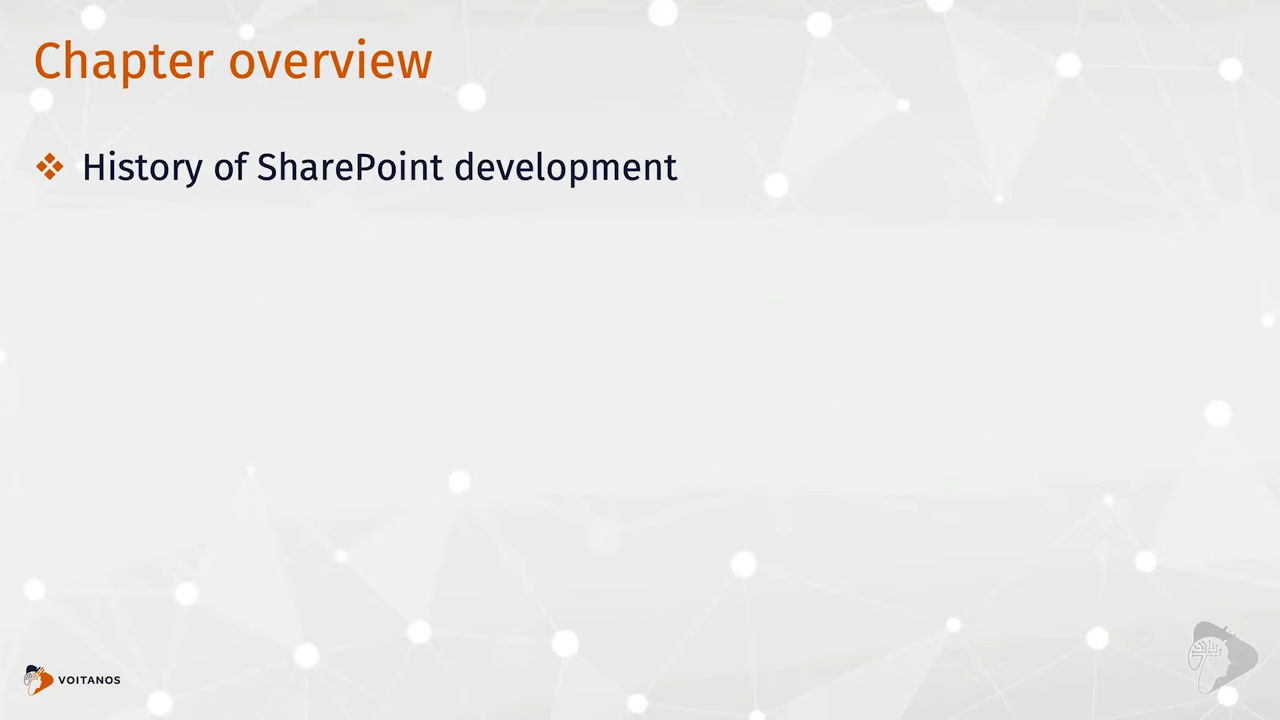 Chapter overview
❖ History of SharePoint development
VOITANOS